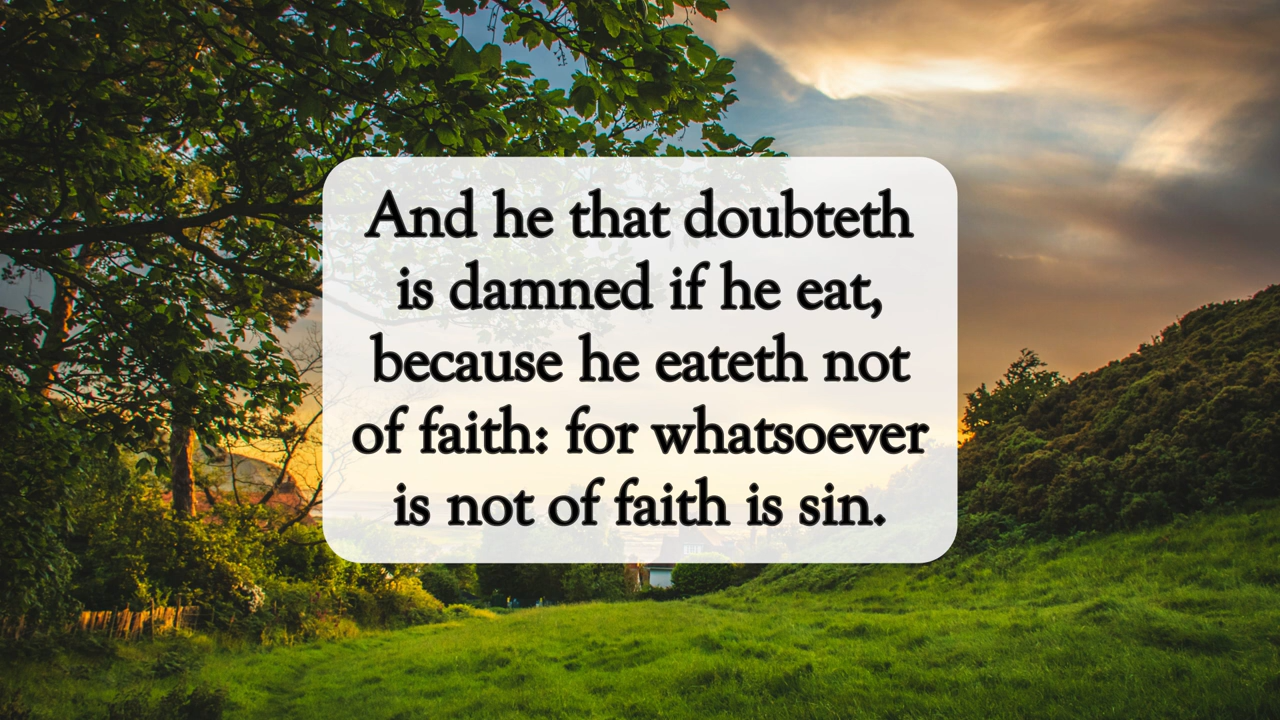 And he that doubteth
is damned if he eat,
because he eateth not
of faith: for whatsoever
is not of faith is sin.